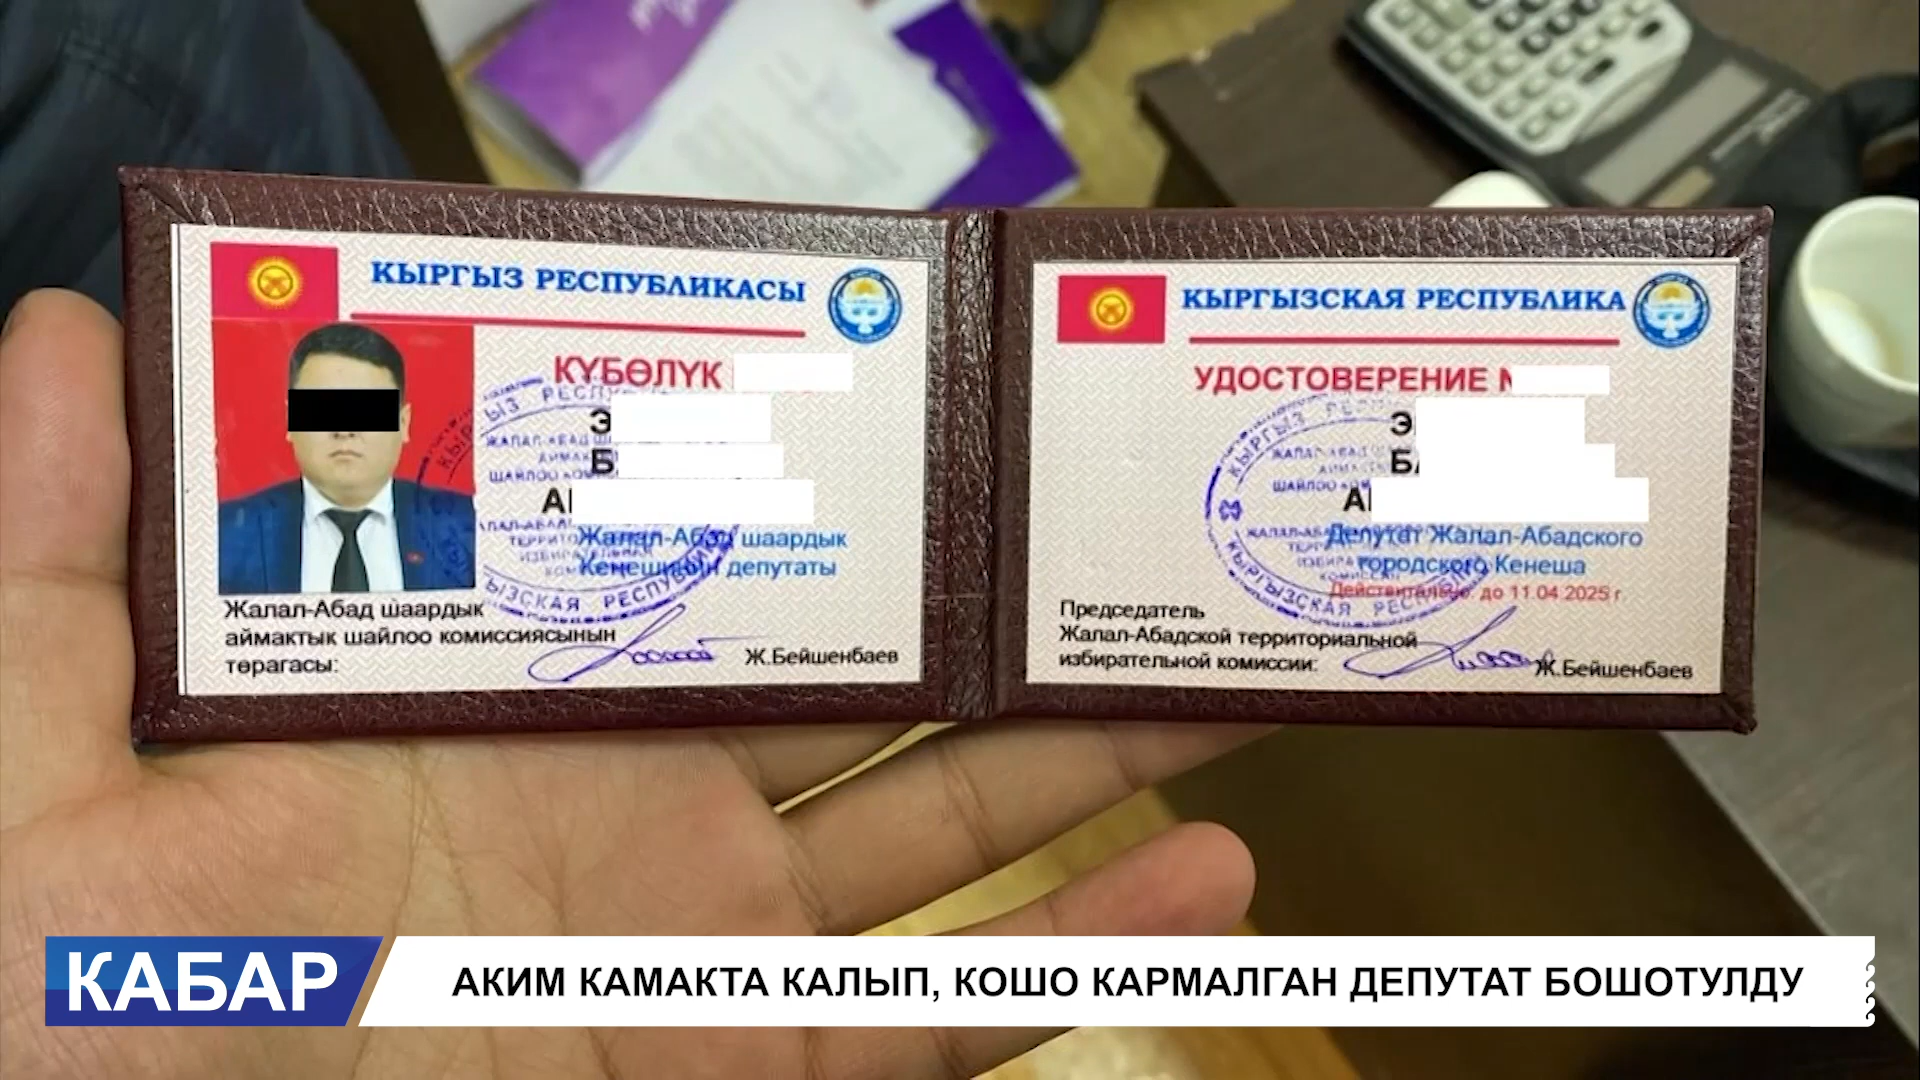 КЫРГЫЗ РЕСПУБЛИКАСЫ
КҮБӨЛҮК
Э
Б
А
Жалал-Абад шаардык
Кеңешинин депутаты
Жалал-Абад шаардык
аймактык шайлоо комиссиясынын
төрагасы:
Ж.Бейшенбаев
КЫРГЫЗСКАЯ РЕСПУБЛИКА
УДОСТОВЕРЕНИЕ
Э
БА
А
Депутат Жалал-Абадского
городского Кенеша
Действительно: до 11.04.2025 г.
Председатель
Жалал-Абадской территориальной
избирательной комиссии:
Ж.Бейшенбаев
КАБАР
АКИМ КАМАКТА КАЛЫП, КОШО КАРМАЛГАН ДЕПУТАТ БОШОТУЛДУ